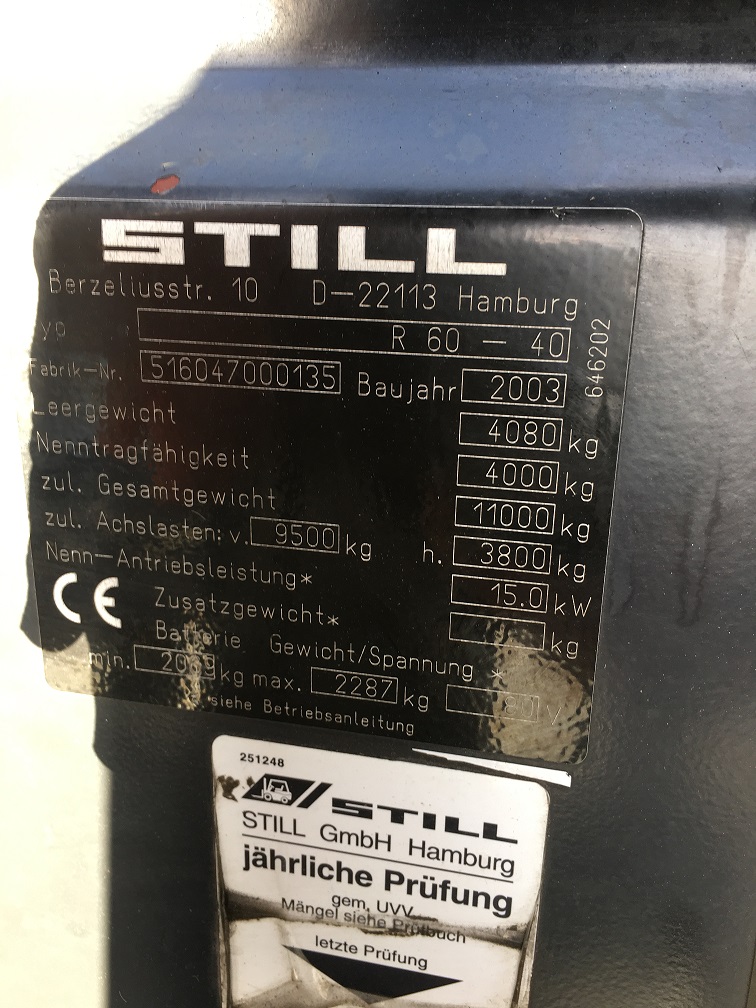 STILL
Berzeliusstr. 10 D-22113 Hamburg
yp R 60 - 40
Fabrik-Nr. 516047000135 Baujahr 2003
646202
Leergewicht 4080 kg
Nenntragfähigkeit 4000 kg
zul. Gesamtgewicht 11000 kg
zul. Achslasten: v. 9500 kg h. 3800 kg
Nenn-Antriebsleistung* 15.0 kW
CE Zusatzgewicht* kg
Batterie Gewicht/Spannung *
min. kg max. 2287 kg 80 V
*siehe Betriebsanleitung
251248
STILL
STILL GmbH Hamburg
jährliche Prüfung
gem. UVV
Mängel siehe Prüfbuch
letzte Prüfung